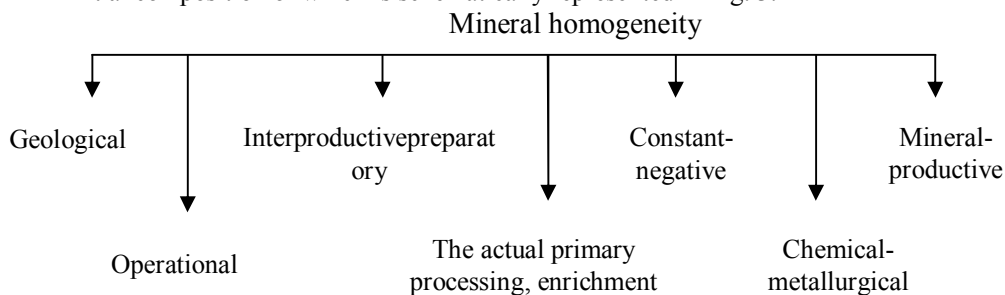 Mineral homogeneity
Geological
Interproductivepreparat
ory
Constant-
negative
Mineral-
productive
Operational
The actual primary
processing, enrichment
Chemical-
metallurgical